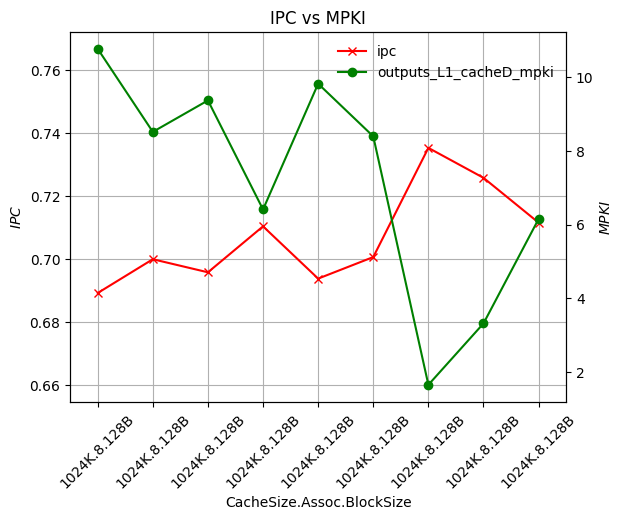 IPC vs MPKI
ipc
outputs_L1_cacheD_mpki
0.76
0.74
0.72
0.70
0.68
0.66
IPC
10
8
6
4
2
MPKI
1024K.8.128B
1024K.8.128B
1024K.8.128B
1024K.8.128B
1024K.8.128B
1024K.8.128B
1024K.8.128B
1024K.8.128B
1024K.8.128B
CacheSize.Assoc.BlockSize